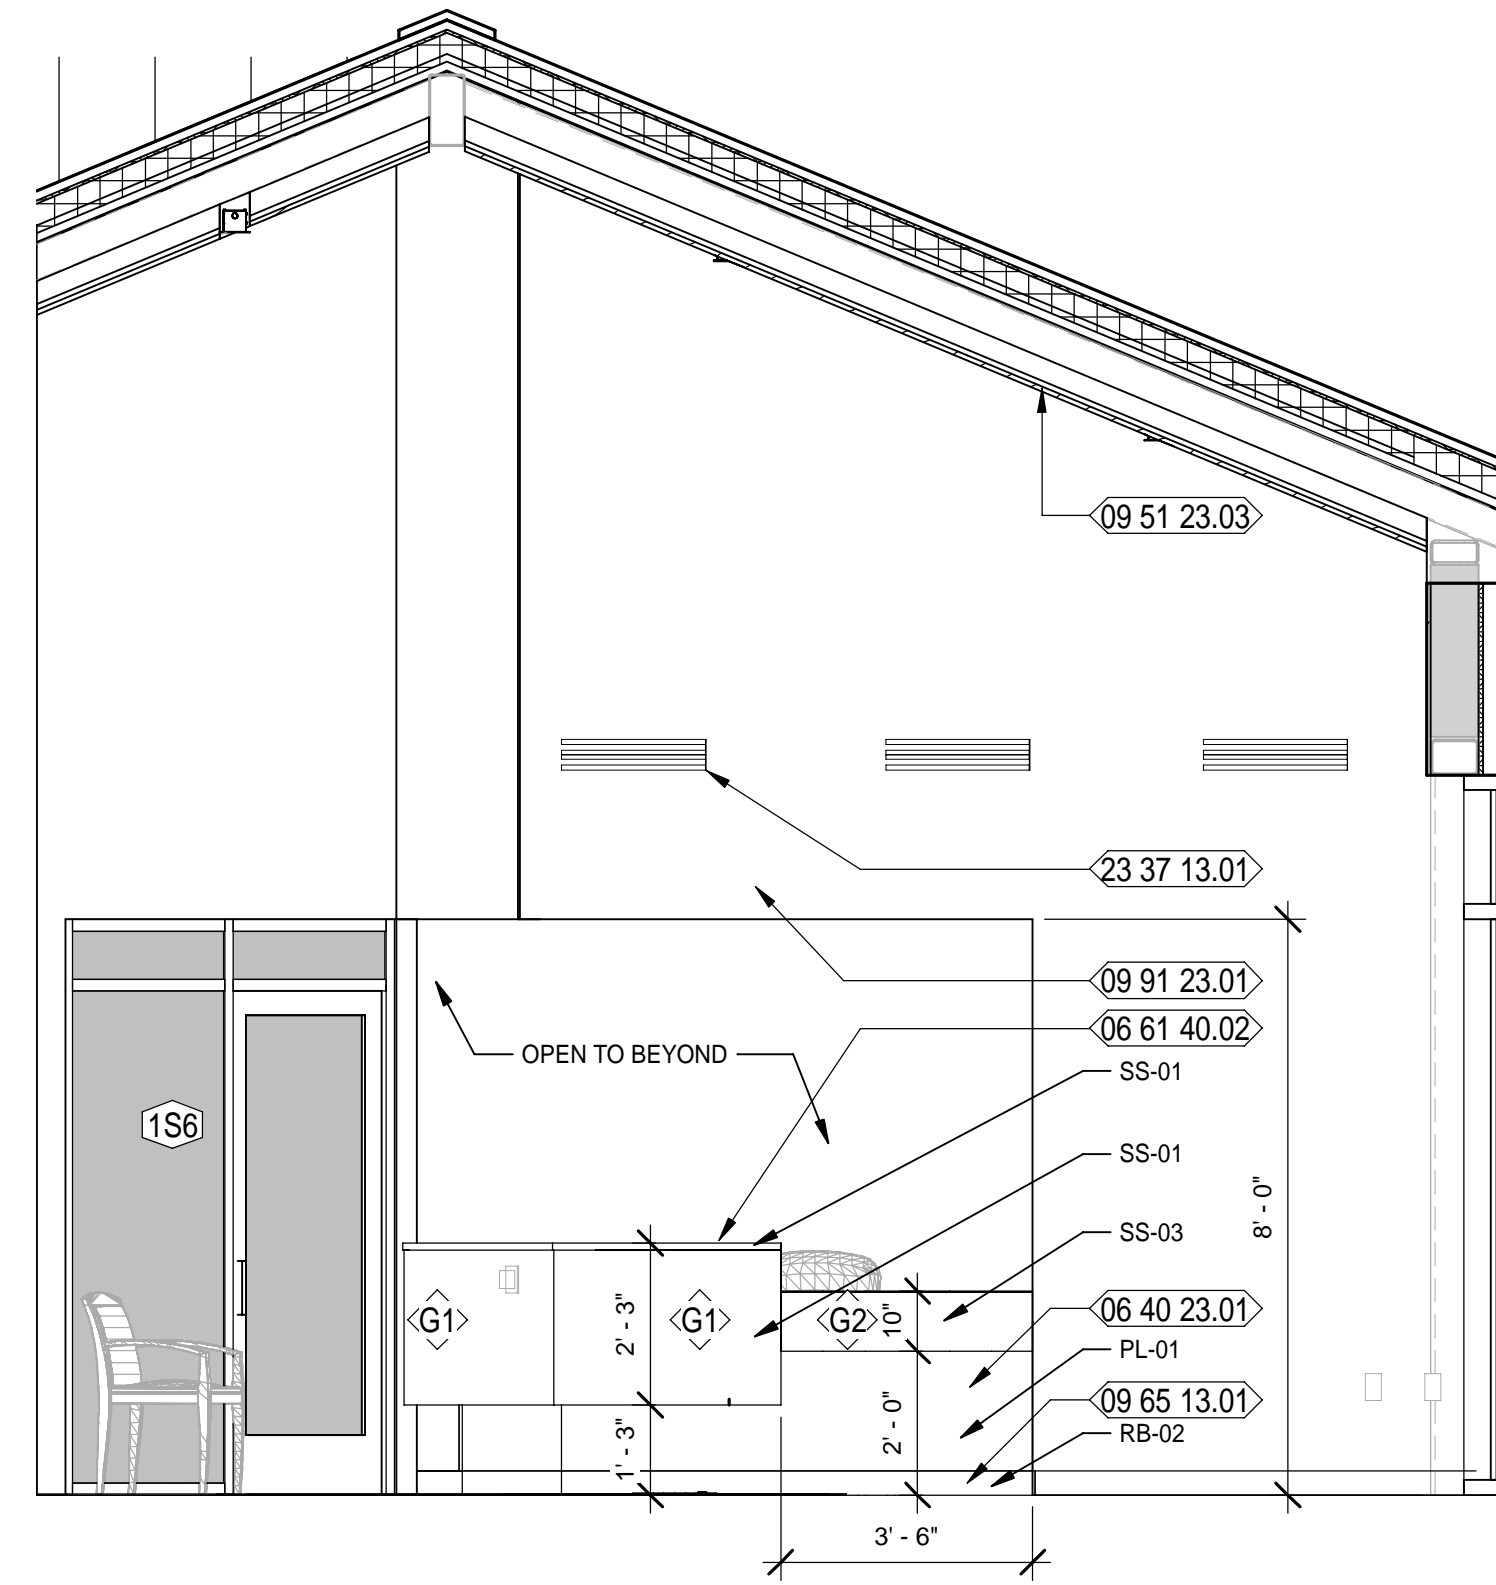 09 51 23.03
23 37 13.01
09 91 23.01
06 61 40.02
OPEN TO BEYOND
SS-01
1S6
SS-01
8' - 0"
SS-03
06 40 23.01
G1
2' - 3"
G1
G2
10"
PL-01
09 65 13.01
RB-02
1' - 3"
2' - 0"
3' - 6"